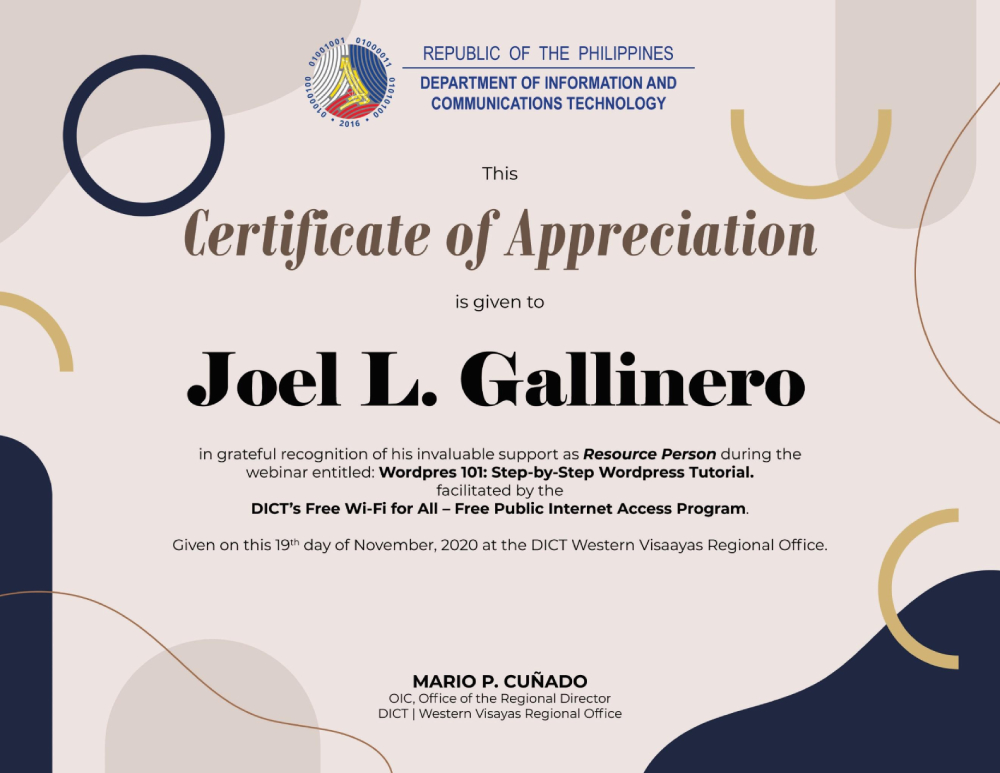 01001001 01000011 01010100 01000100
• 2016 •
REPUBLIC OF THE PHILIPPINES
DEPARTMENT OF INFORMATION AND
COMMUNICATIONS TECHNOLOGY
This
Certificate of Appreciation
is given to
Joel L. Gallinero
in grateful recognition of his invaluable support as Resource Person during the
webinar entitled: Wordpres 101: Step-by-Step Wordpress Tutorial.
facilitated by the
DICT’s Free Wi-Fi for All – Free Public Internet Access Program.
Given on this 19th day of November, 2020 at the DICT Western Visaayas Regional Office.
MARIO P. CUÑADO
OIC, Office of the Regional Director
DICT | Western Visayas Regional Office